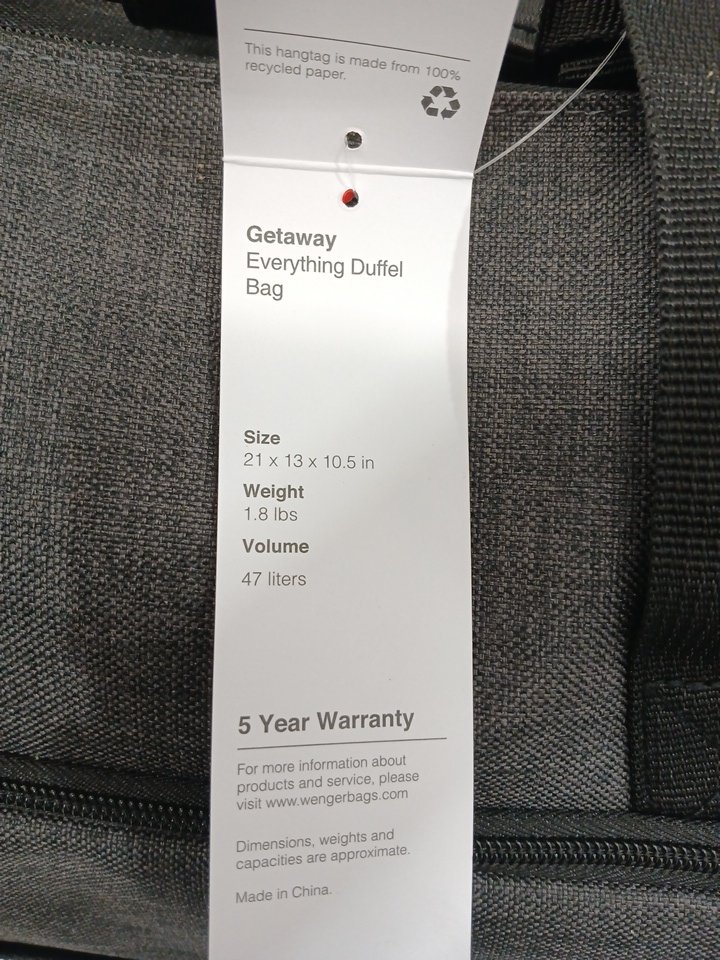 This hangtag is made from 100%
recycled paper.
Getaway
Everything Duffel
Bag
Size
21 x 13 x 10.5 in
Weight
1.8 lbs
Volume
47 liters
5 Year Warranty
For more information about
products and service, please
visit www.wengerbags.com
Dimensions, weights and
capacities are approximate.
Made in China.